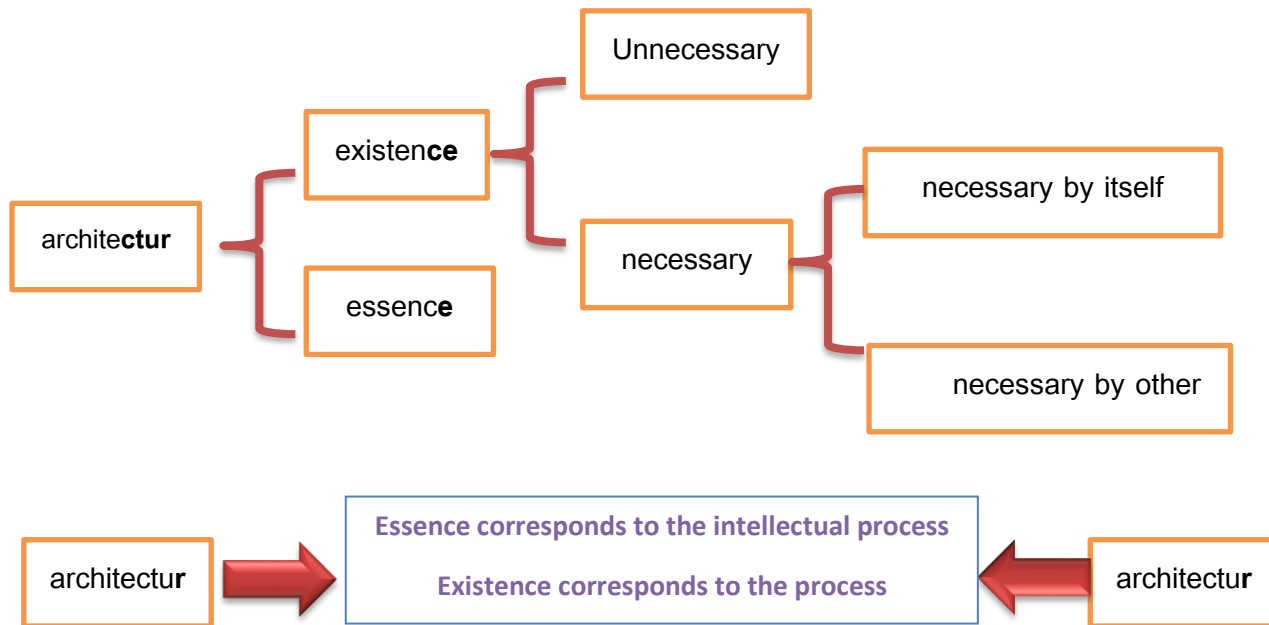 Unnecessary
existence
necessary by itself
architectur
necessary
essence
necessary by other
Essence corresponds to the intellectual process
Existence corresponds to the process
architectur
architectur